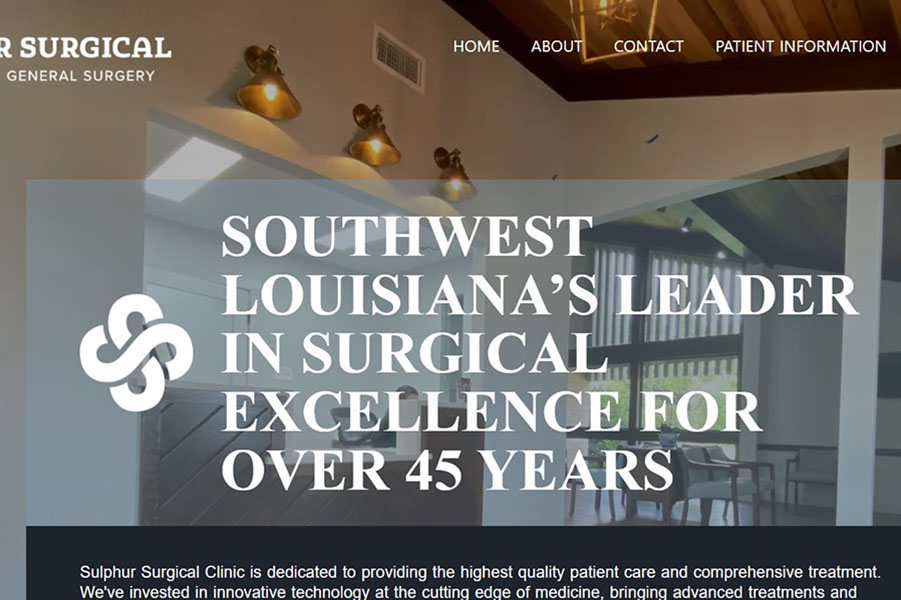 R SURGICAL
GENERAL SURGERY
HOME ABOUT CONTACT PATIENT INFORMATION
SOUTHWEST
LOUISIANA’S LEADER
IN SURGICAL
EXCELLENCE FOR
OVER 45 YEARS
Sulphur Surgical Clinic is dedicated to providing the highest quality patient care and comprehensive treatment.
We've invested in innovative technology at the cutting edge of medicine, bringing advanced treatments and